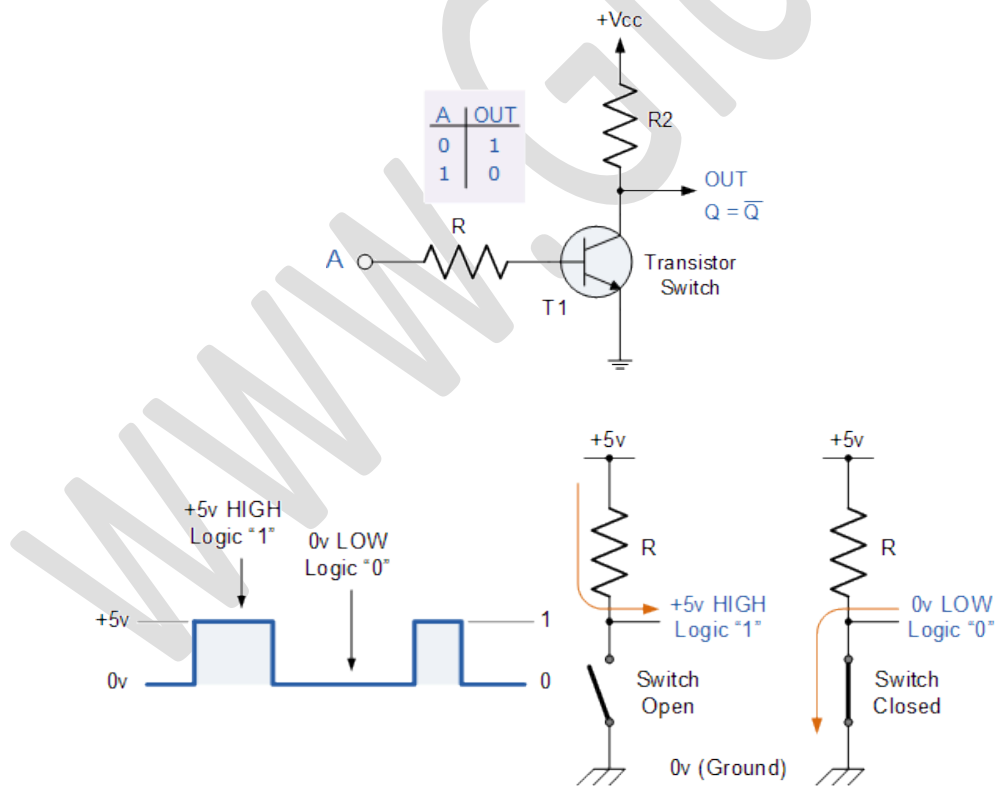 +Vcc
A OUT
0 1
1 0
R2
OUT
Q = Q̅
R
A
Transistor
Switch
T1
+5v HIGH
Logic “1”
0v LOW
Logic “0”
+5v
1
0v
0
+5v
R
+5v HIGH
Logic “1”
Switch
Open
+5v
R
0v LOW
Logic “0”
Switch
Closed
0v (Ground)